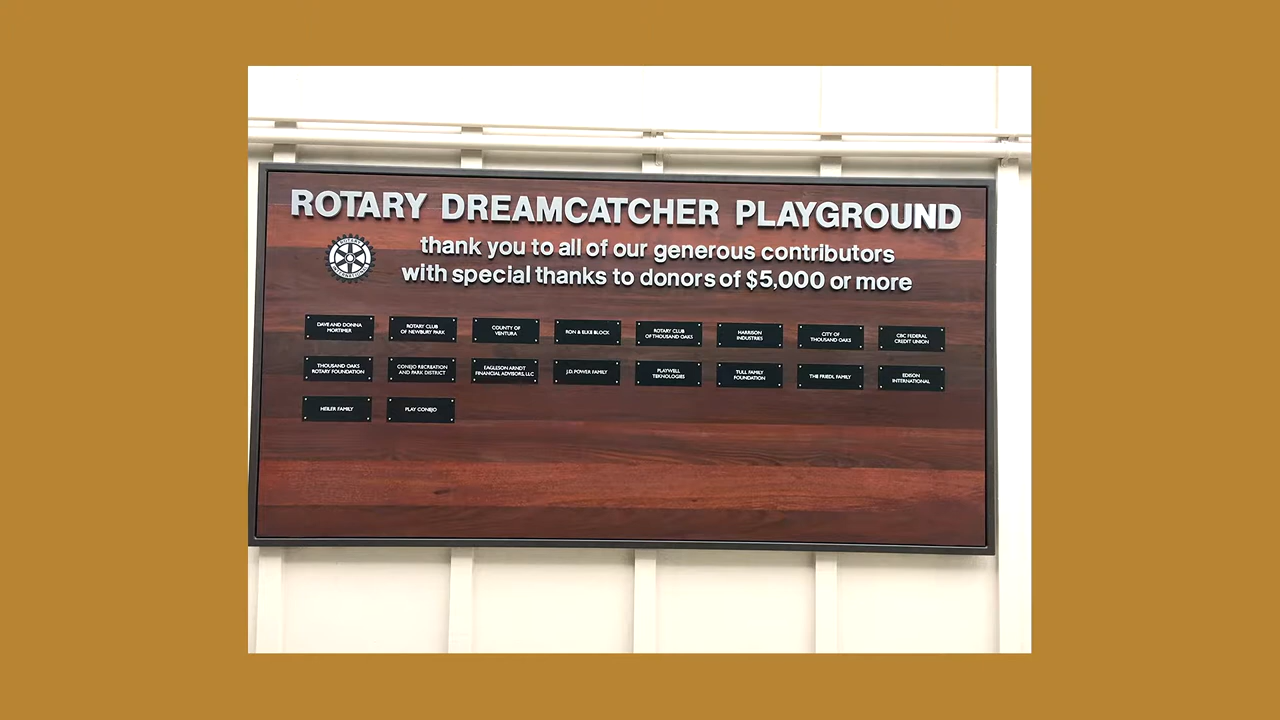 ROTARY DREAMCATCHER PLAYGROUND
ROTARY
INTERNATIONAL
thank you to all of our generous contributors
with special thanks to donors of $5,000 or more
DAVE AND DONNA
MORTIMER
ROTARY CLUB
OF NEWBURY PARK
COUNTY OF
VENTURA
RON & ELKE BLOCK
ROTARY CLUB
OF THOUSAND OAKS
HARRISON
INDUSTRIES
CITY OF
THOUSAND OAKS
CBC FEDERAL
CREDIT UNION
THOUSAND OAKS
ROTARY FOUNDATION
CONEJO RECREATION
AND PARK DISTRICT
EAGLESON ARNDT
FINANCIAL ADVISORS, LLC
J.D. POWER FAMILY
PLAYWELL
TEKNOLOGIES
TULL FAMILY
FOUNDATION
THE FRIEDL FAMILY
EDISON
INTERNATIONAL
HEILER FAMILY
PLAY CONEJO